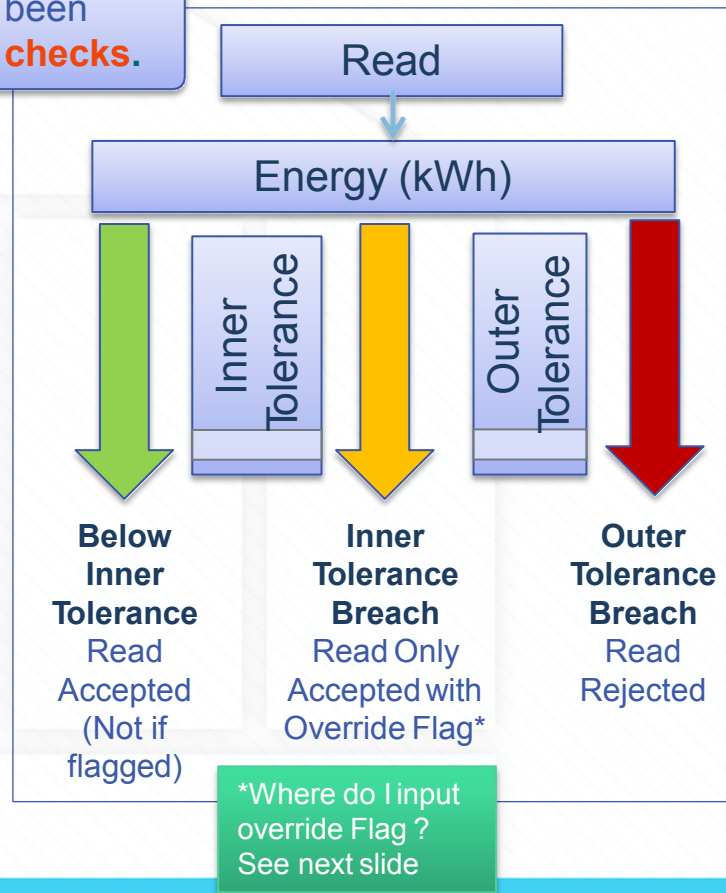 been
checks.
Read
Energy (kWh)
Inner
Tolerance
Outer
Tolerance
Below
Inner
Tolerance
Read
Accepted
(Not if
flagged)
Inner
Tolerance
Breach
Read Only
Accepted with
Override Flag*
Outer
Tolerance
Breach
Read
Rejected
*Where do I input
override Flag ?
See next slide